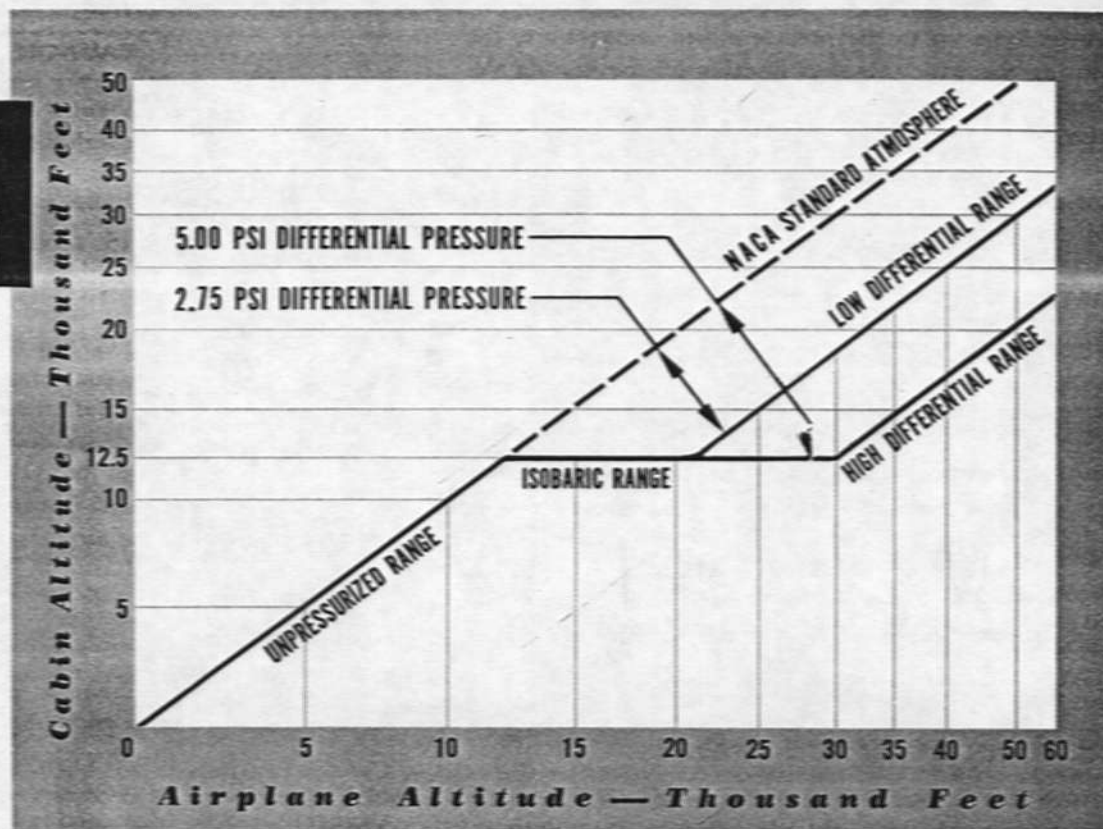 Cabin Altitude — Thousand Feet
50
40
35
30
25
20
15
12.5
10
5
NACA STANDARD ATMOSPHERE
5.00 PSI DIFFERENTIAL PRESSURE
2.75 PSI DIFFERENTIAL PRESSURE
LOW DIFFERENTIAL RANGE
HIGH DIFFERENTIAL RANGE
ISOBARIC RANGE
UNPRESSURIZED RANGE
0 5 10 15 20 25 30 35 40 50 60
Airplane Altitude — Thousand Feet